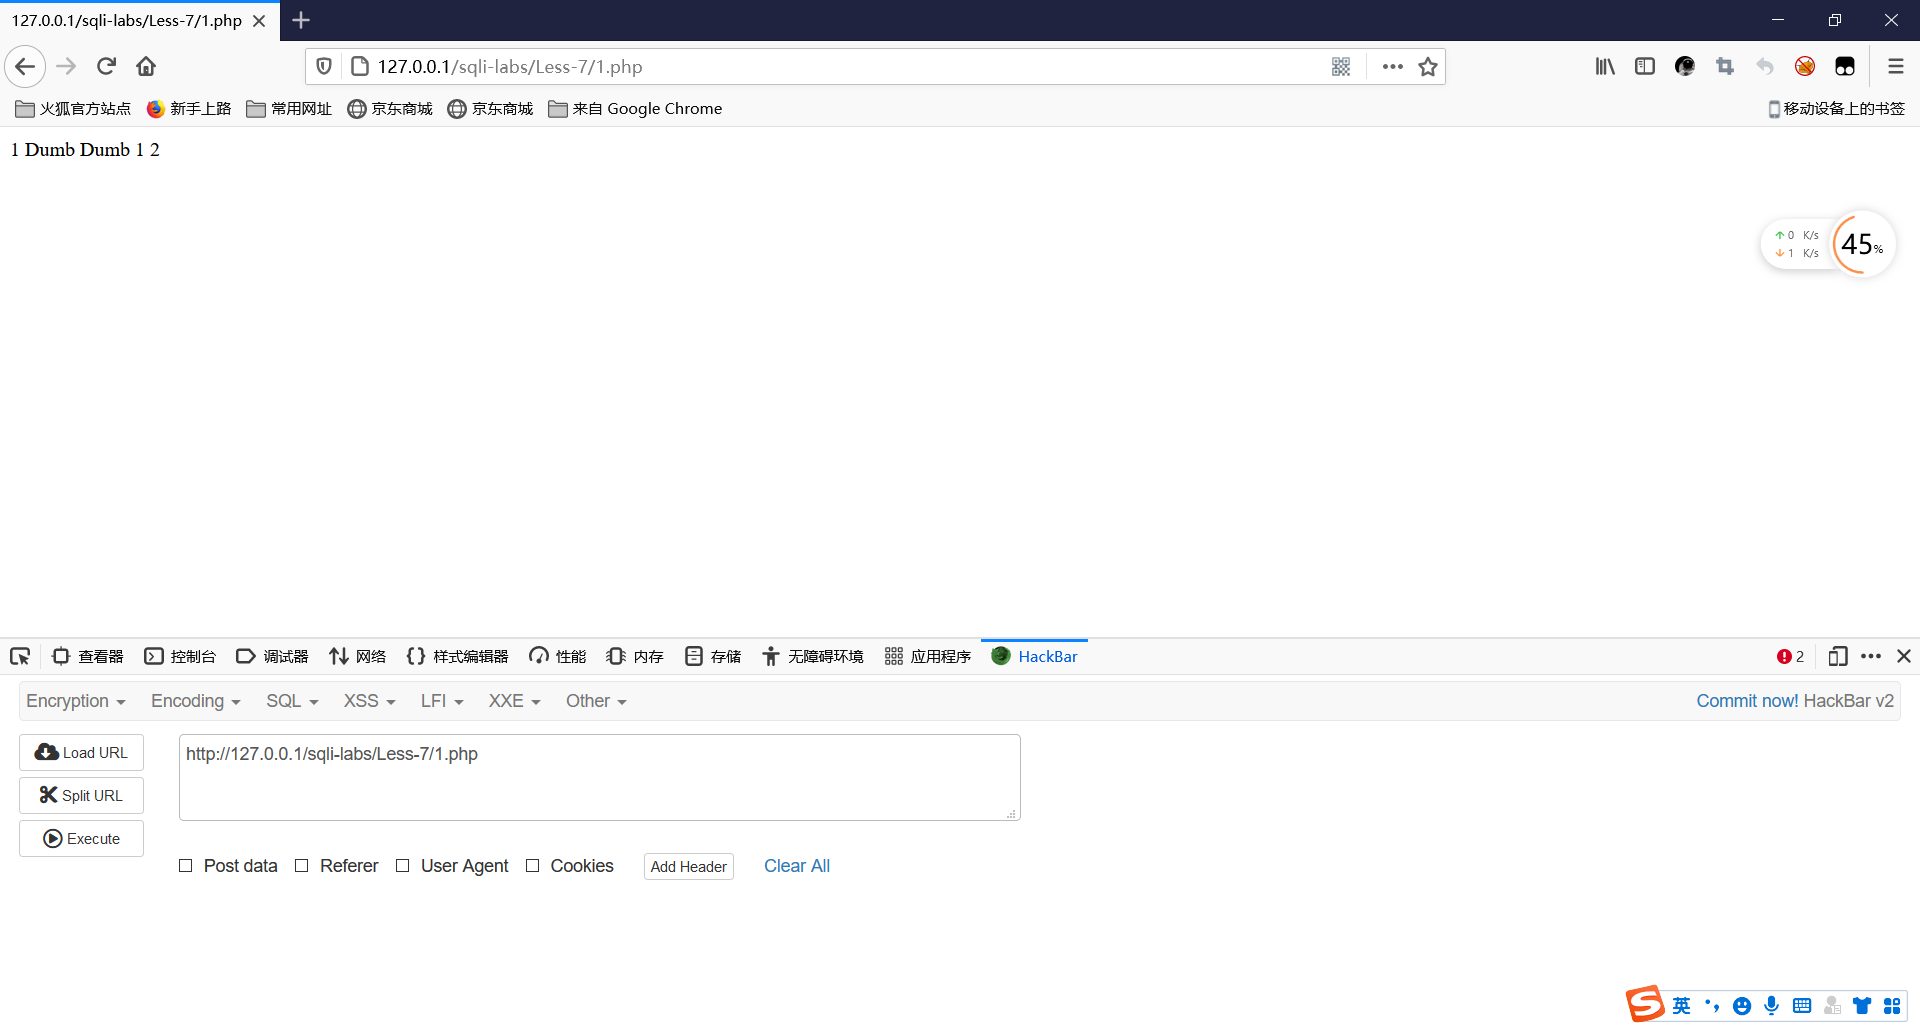 127.0.0.1/sqli-labs/Less-7/1.php
127.0.0.1/sqli-labs/Less-7/1.php
火狐官方站点 新手上路 常用网址 京东商城 京东商城 来自 Google Chrome 移动设备上的书签
1 Dumb Dumb 1 2
0 K/s
1 K/s
45%
查看器 控制台 调试器 网络 样式编辑器 性能 内存 存储 无障碍环境 应用程序 HackBar 2
Encryption Encoding SQL XSS LFI XXE Other Commit now! HackBar v2
Load URL http://127.0.0.1/sqli-labs/Less-7/1.php
Split URL
Execute
Post data Referer User Agent Cookies Add Header Clear All
S 英